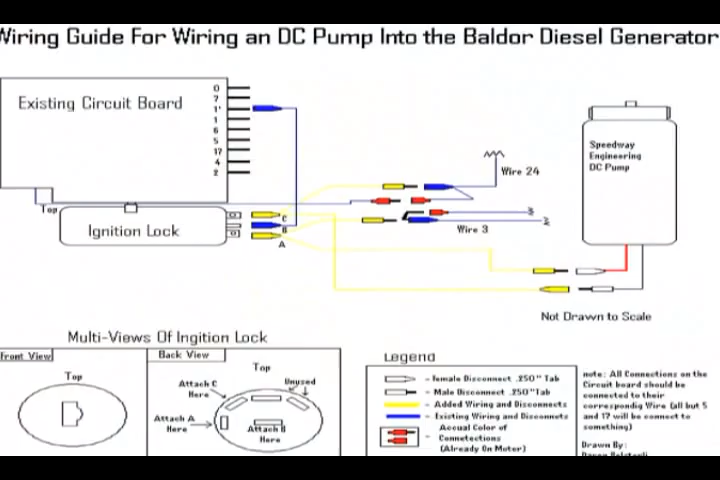 Wiring Guide For Wiring an DC Pump Into the Baldor Diesel Generator
Existing Circuit Board
0
7
1'
1
6
5
17
4
2
Top
Ignition Lock
C
B
A
Wire 24
Wire 3
Speedway
Engineering
DC Pump
Not Drawn to Scale
Multi-Views Of Ingition Lock
Front View
Top
Back View
Top
Attach C
Here
Unused
Attach A
Here
Attach B
Here
Legend
- Female Disconnect .250" Tab
- Male Disconnect .250"Tab
- Added Wiring and Disconnects
- Existing Wiring and Disconnets
Accual Color of
- Connetections
(Already On Motor)
note: All Connections on the
Circuit board should be
connected to their
correspondig Wire (all but 5
and 17 will be connect to
something)
Drawn By: